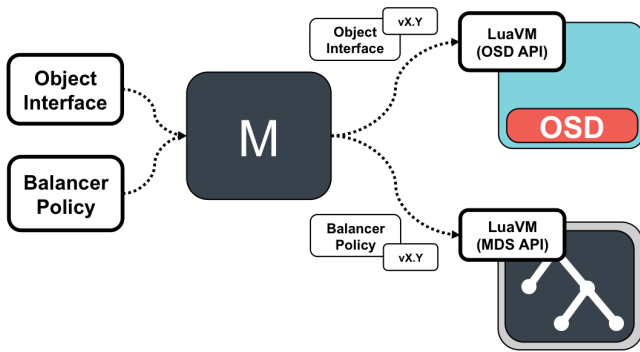 Object
Interface
Balancer
Policy
M
Object
Interface
vX.Y
LuaVM
(OSD API)
OSD
Balancer
Policy
vX.Y
LuaVM
(MDS API)